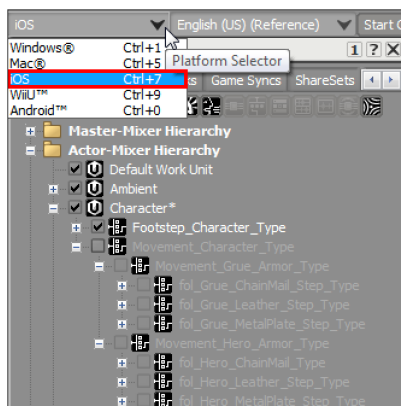 iOS English (US) (Reference) Start C
Windows® Ctrl+1
Mac® Ctrl+5
Platform Selector
iOS Ctrl+7
ks Game Syncs ShareSets
WiiU™ Ctrl+9
Android™ Ctrl+0
Master-Mixer Hierarchy
Actor-Mixer Hierarchy
Default Work Unit
Ambient
Character*
Footstep_Character_Type
Movement_Character_Type
Movement_Grue_Armor_Type
fol_Grue_ChainMail_Step_Type
fol_Grue_Leather_Step_Type
fol_Grue_MetalPlate_Step_Type
Movement_Hero_Armor_Type
fol_Hero_ChainMail_Type
fol_Hero_Leather_Step_Type
fol_Hero_MetalPlate_Step_Type